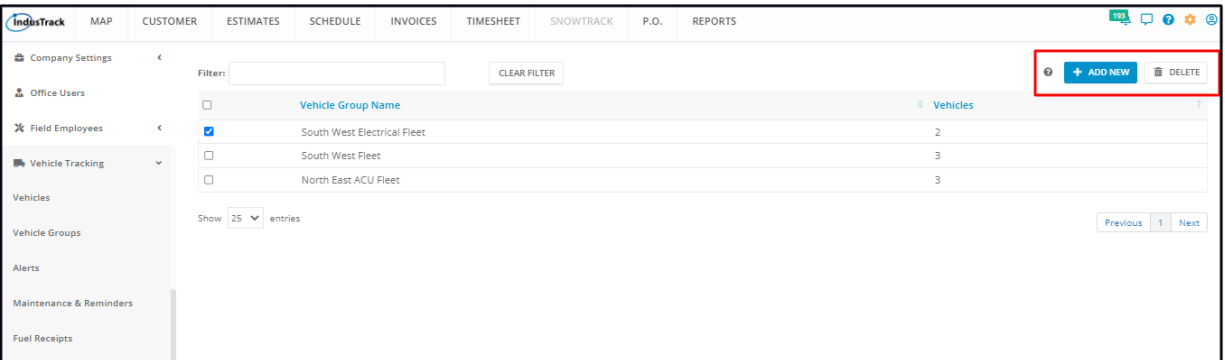 IndusTrack MAP CUSTOMER ESTIMATES SCHEDULE INVOICES TIMESHEET SNOWTRACK P.O. REPORTS 193
Company Settings
Office Users
Field Employees
Vehicle Tracking
Vehicles
Vehicle Groups
Alerts
Maintenance & Reminders
Fuel Receipts
Filter: CLEAR FILTER + ADD NEW DELETE
Vehicle Group Name Vehicles
South West Electrical Fleet 2
South West Fleet 3
North East ACU Fleet 3
Show 25 entries
Previous 1 Next